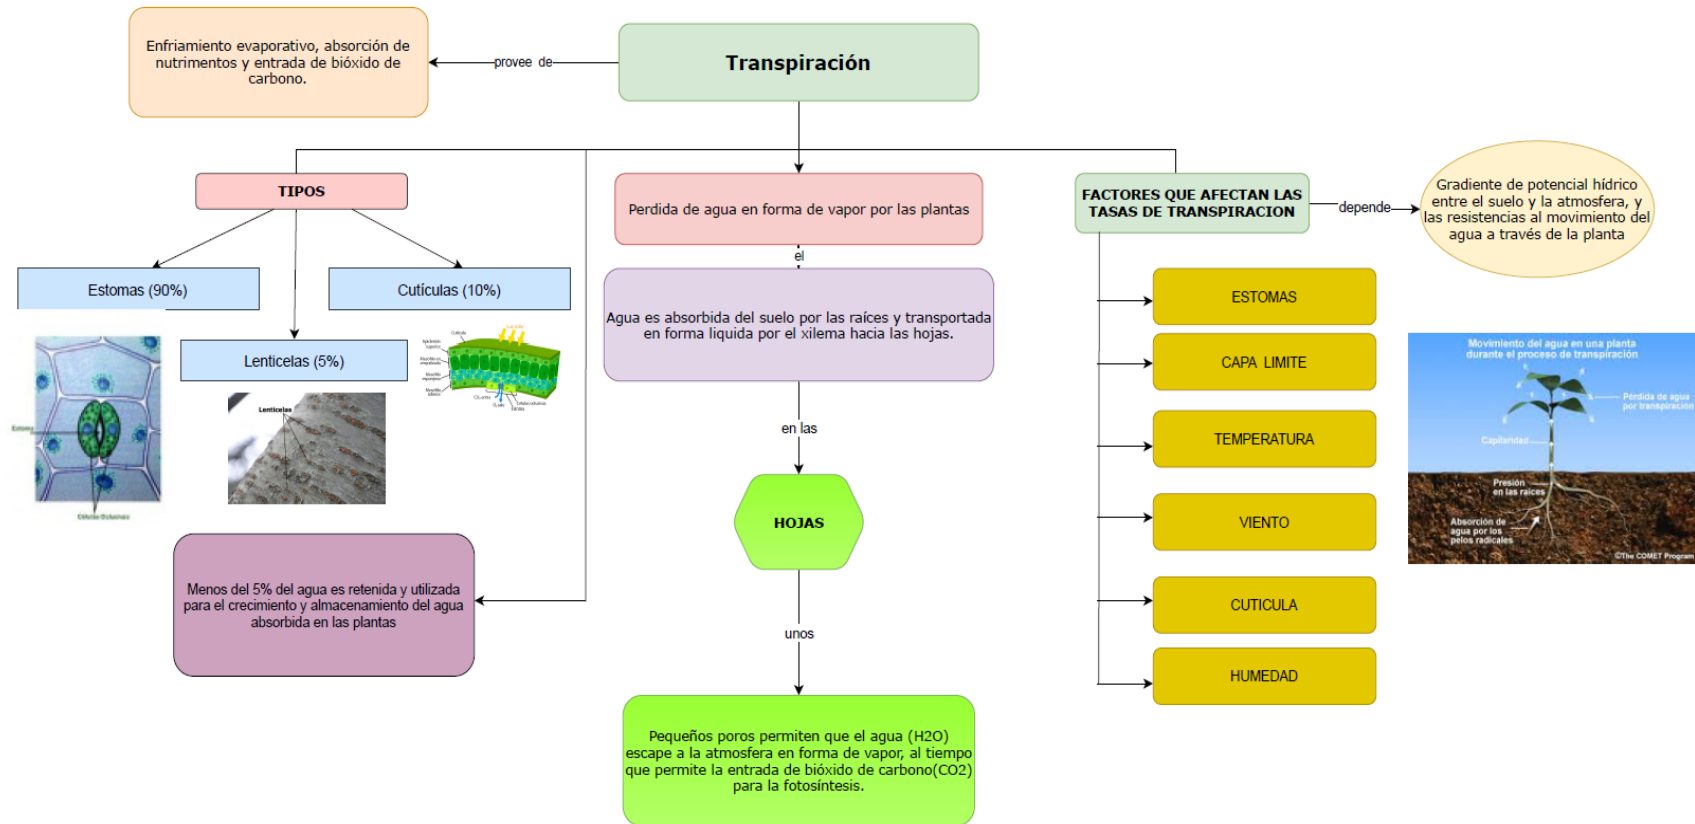 Transpiración
provee de
Enfriamiento evaporativo, absorción de
nutrimentos y entrada de bióxido de
carbono.
TIPOS
Estomas (90%)
Cutículas (10%)
Lenticelas (5%)
Estoma
Lenticelas
Cutícula
Menos del 5% del agua es retenida y utilizada
para el crecimiento y almacenamiento del agua
absorbida en las plantas
Perdida de agua en forma de vapor por las plantas
el
Agua es absorbida del suelo por las raíces y transportada
en forma liquida por el xilema hacia las hojas.
en las
HOJAS
unos
Pequeños poros permiten que el agua (H2O)
escape a la atmosfera en forma de vapor, al tiempo
que permite la entrada de bióxido de carbono(CO2)
para la fotosíntesis.
FACTORES QUE AFECTAN LAS
TASAS DE TRANSPIRACION
depende
Gradiente de potencial hídrico
entre el suelo y la atmosfera, y
las resistencias al movimiento del
agua a través de la planta
ESTOMAS
CAPA LIMITE
TEMPERATURA
VIENTO
CUTICULA
HUMEDAD
Movimiento del agua en una planta
durante el proceso de transpiración
Pérdida de agua
por transpiración
Capilaridad
Presión
en las raíces
Absorción de
agua por los
pelos radicales
©The COMET Program